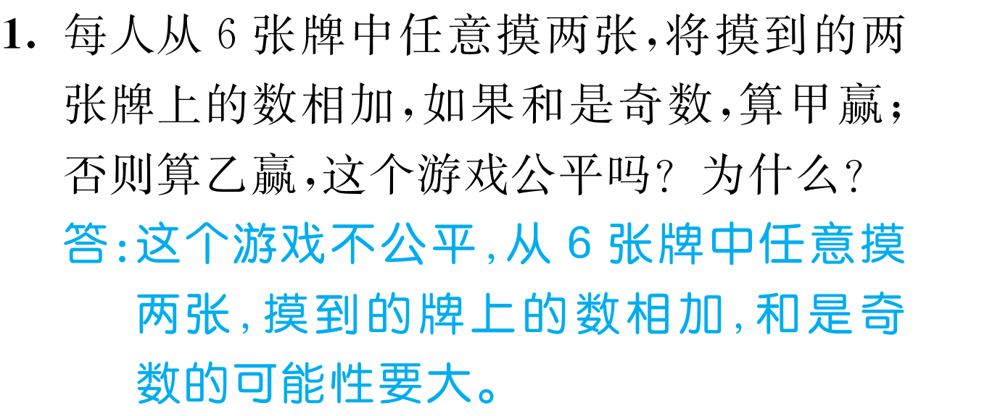 1. 每人从 6 张牌中任意摸两张,将摸到的两
张牌上的数相加,如果和是奇数,算甲赢;
否则算乙赢,这个游戏公平吗? 为什么?
答:这个游戏不公平,从 6 张牌中任意摸
两张,摸到的牌上的数相加,和是奇
数的可能性要大。